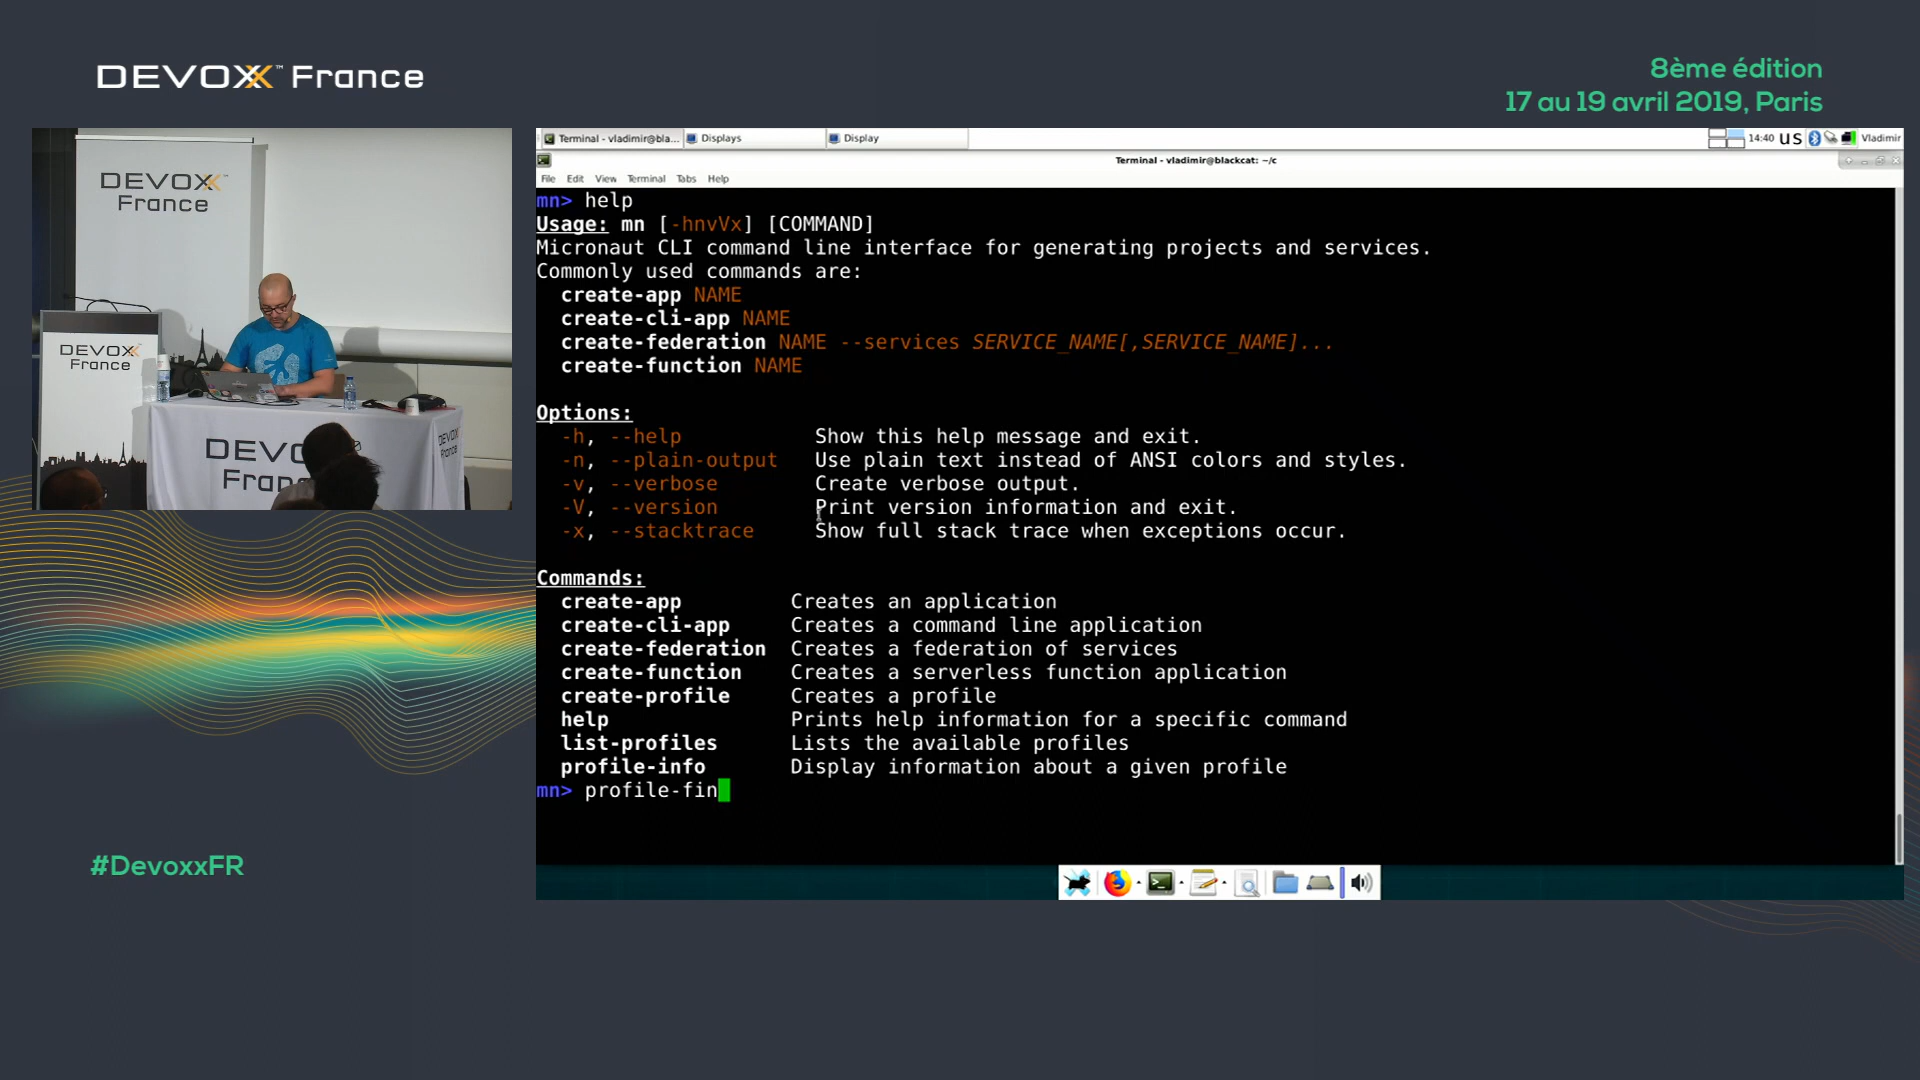 DEVOXX™ France
8ème édition
17 au 19 avril 2019, Paris
DEVOXX™
France
DEVOXX
France
DEVO
Fran
DEVOXX
France
#DevoxxFR
Terminal - vladimir@bla...
Displays
Display
14:40 US Vladimir
Terminal - vladimir@blackcat: ~/c
File Edit View Terminal Tabs Help
mn> help
Usage: mn [-hnvVx] [COMMAND]
Micronaut CLI command line interface for generating projects and services.
Commonly used commands are:
create-app NAME
create-cli-app NAME
create-federation NAME --services SERVICE_NAME[,SERVICE_NAME]...
create-function NAME
Options:
-h, --help Show this help message and exit.
-n, --plain-output Use plain text instead of ANSI colors and styles.
-v, --verbose Create verbose output.
-V, --version Print version information and exit.
-x, --stacktrace Show full stack trace when exceptions occur.
Commands:
create-app Creates an application
create-cli-app Creates a command line application
create-federation Creates a federation of services
create-function Creates a serverless function application
create-profile Creates a profile
help Prints help information for a specific command
list-profiles Lists the available profiles
profile-info Display information about a given profile
mn> profile-fin